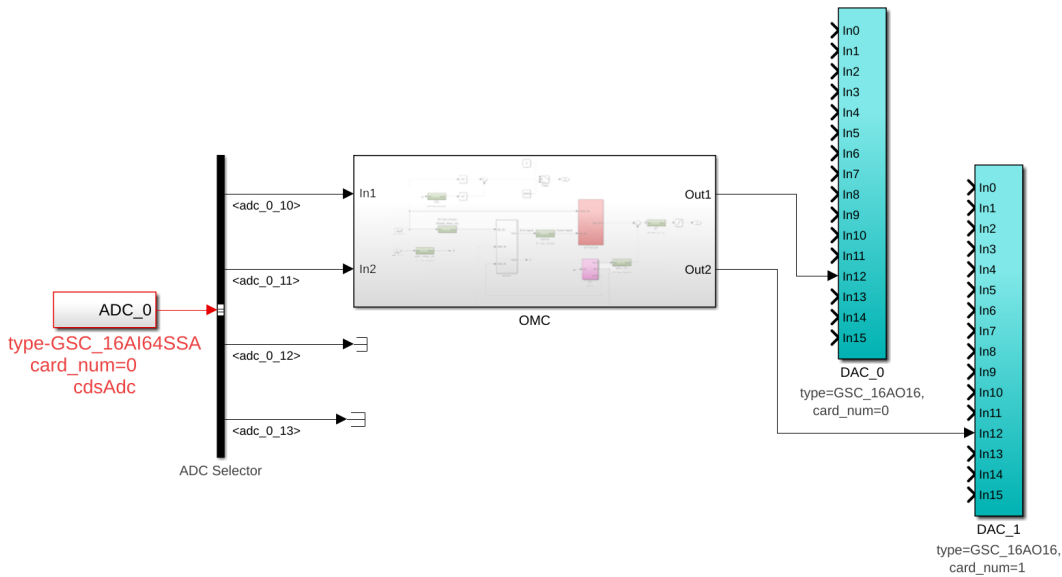 ADC_0
type-GSC_16AI64SSA
card_num=0
cdsAdc
<adc_0_10>
<adc_0_11>
<adc_0_12>
<adc_0_13>
ADC Selector
In1
In2
Out1
Out2
OMC
In0
In1
In2
In3
In4
In5
In6
In7
In8
In9
In10
In11
In12
In13
In14
In15
DAC_0
type=GSC_16AO16,
card_num=0
In0
In1
In2
In3
In4
In5
In6
In7
In8
In9
In10
In11
In12
In13
In14
In15
DAC_1
type=GSC_16AO16,
card_num=1